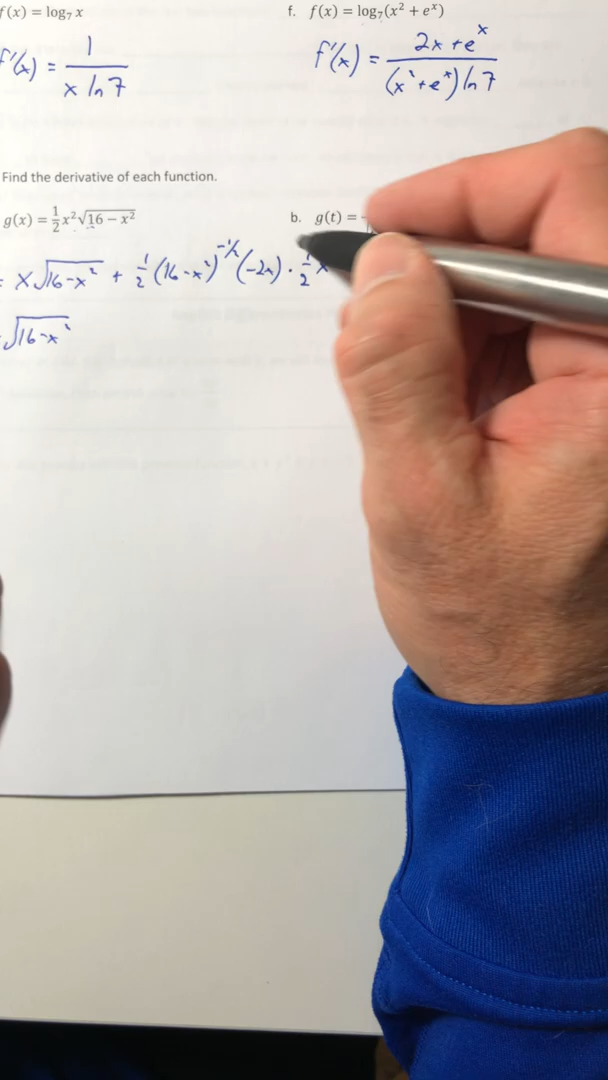 f(x) = log₇ x
f'(x) = 1 / (x ln 7)
f. f(x) = log₇(x² + eˣ)
f'(x) = (2x + eˣ) / ((x² + eˣ) ln 7)
Find the derivative of each function.
g(x) = ½x²√(16 − x²)
= x√(16-x²) + ½ (16-x²)^(-1/2) (-2x) · ½ x
√(16-x²)
b. g(t) =